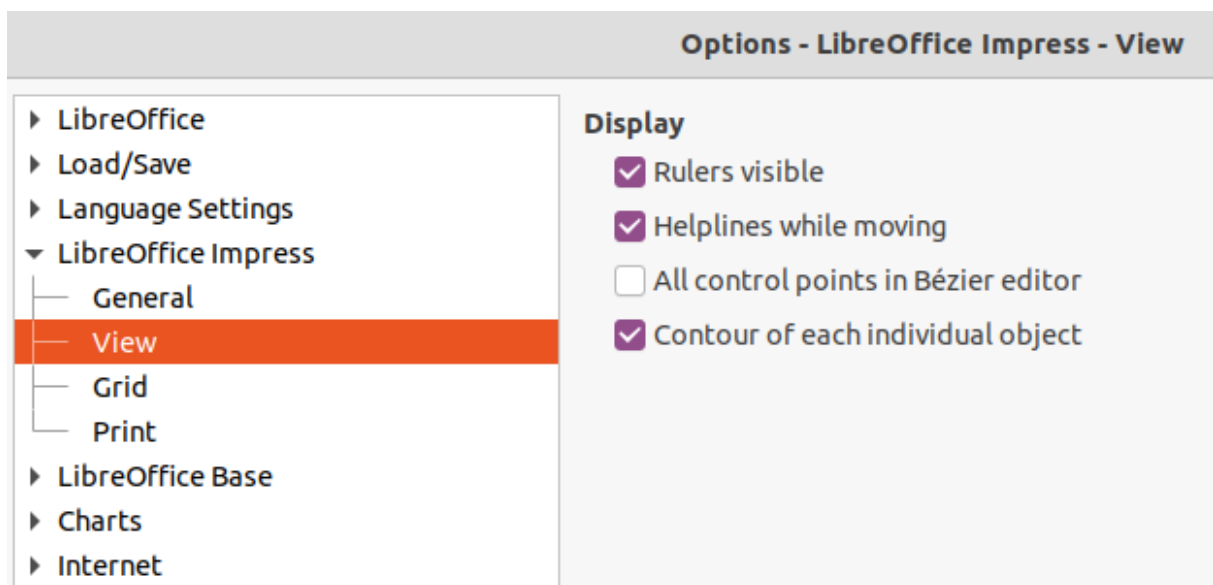 Options - LibreOffice Impress - View
LibreOffice
Load/Save
Language Settings
LibreOffice Impress
General
View
Grid
Print
LibreOffice Base
Charts
Internet
Display
Rulers visible
Helplines while moving
All control points in Bézier editor
Contour of each individual object